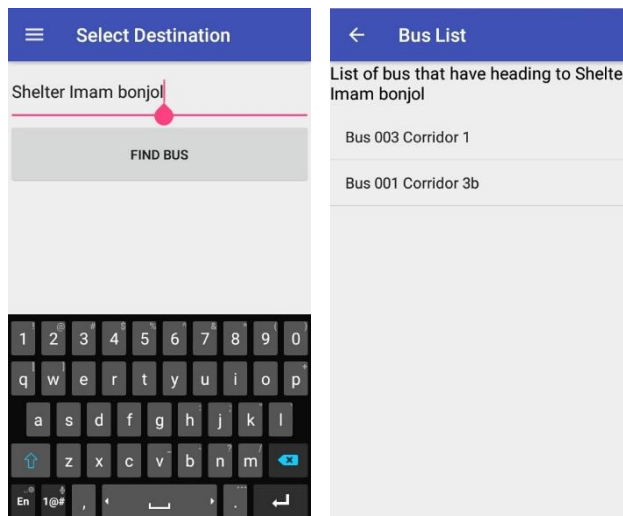 Select Destination
Shelter Imam bonjol
FIND BUS
1 2 3 4 5 6 7 8 9 0
q w e r t y u i o p
a s d f g h j k l
z x c v b n m
En 1@# , .
Bus List
List of bus that have heading to Shelte
Imam bonjol
Bus 003 Corridor 1
Bus 001 Corridor 3b